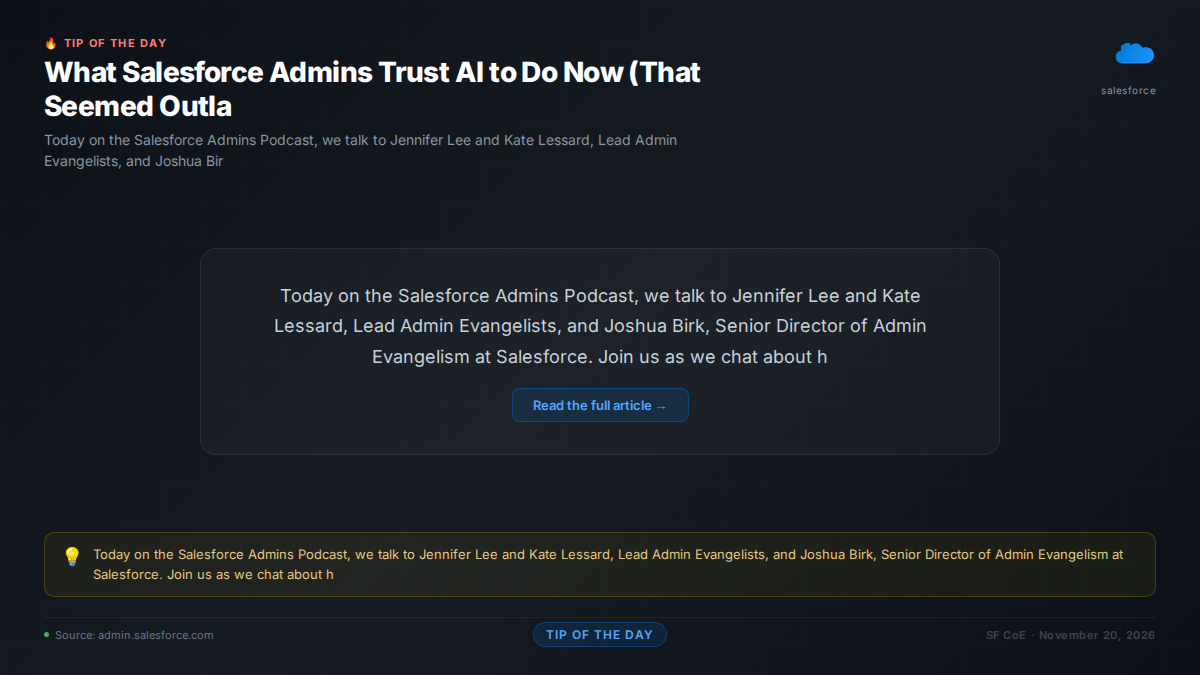 🔥 TIP OF THE DAY
What Salesforce Admins Trust AI to Do Now (That
Seemed Outla
Today on the Salesforce Admins Podcast, we talk to Jennifer Lee and Kate Lessard, Lead Admin
Evangelists, and Joshua Bir
salesforce
Today on the Salesforce Admins Podcast, we talk to Jennifer Lee and Kate
Lessard, Lead Admin Evangelists, and Joshua Birk, Senior Director of Admin
Evangelism at Salesforce. Join us as we chat about h
Read the full article →
💡 Today on the Salesforce Admins Podcast, we talk to Jennifer Lee and Kate Lessard, Lead Admin Evangelists, and Joshua Birk, Senior Director of Admin Evangelism at
Salesforce. Join us as we chat about h
Source: admin.salesforce.com
TIP OF THE DAY
SF CoE · November 20, 2026